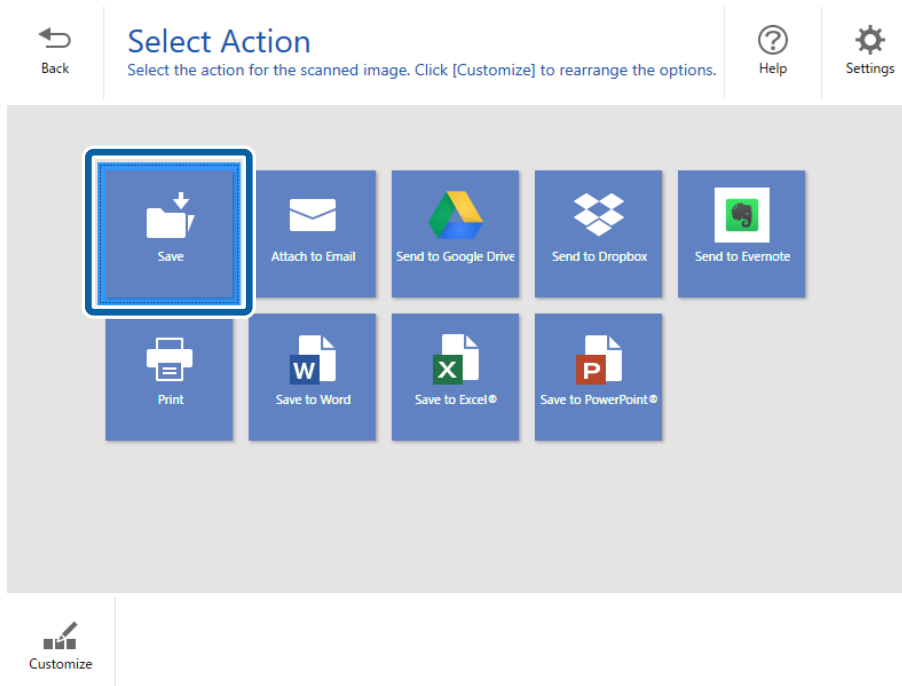 Back
Select Action
Select the action for the scanned image. Click [Customize] to rearrange the options.
Help
Settings
Save
Attach to Email
Send to Google Drive
Send to Dropbox
Send to Evernote
Print
W
Save to Word
X
Save to Excel®
P
Save to PowerPoint®
Customize